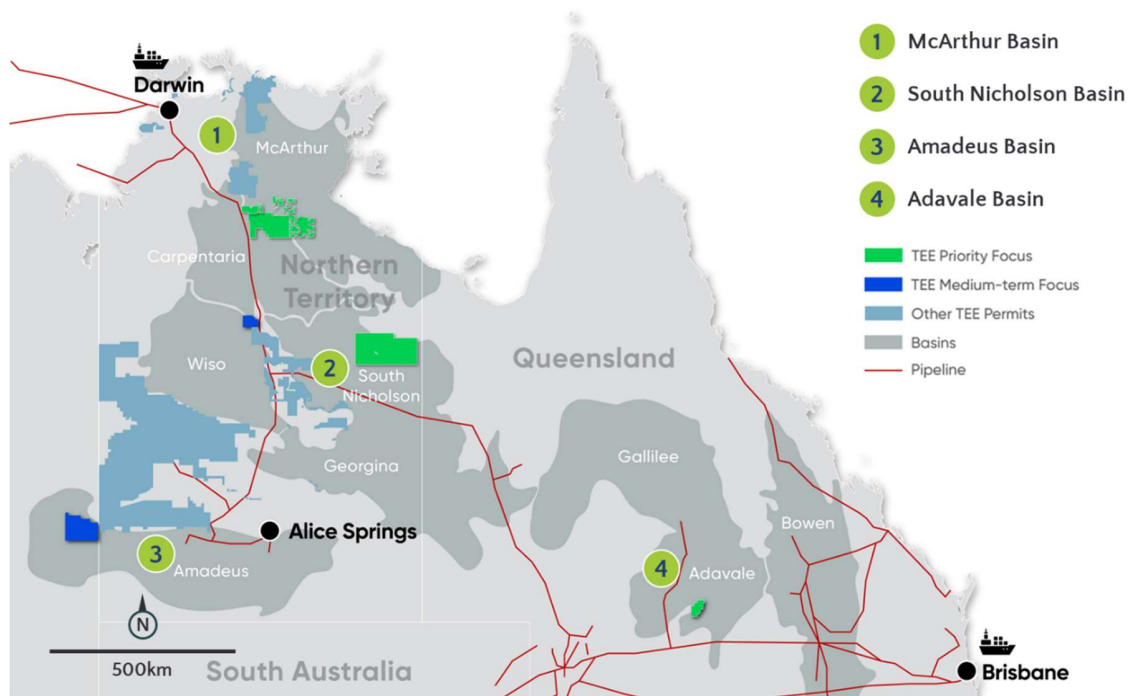 Darwin
1
McArthur
Carpentaria
Northern
Territory
Wiso
2
South
Nicholson
Queensland
Georgina
Gallilee
Alice Springs
3
Amadeus
4
Adavale
Bowen
N
500km
South Australia
Brisbane
1 McArthur Basin
2 South Nicholson Basin
3 Amadeus Basin
4 Adavale Basin
TEE Priority Focus
TEE Medium-term Focus
Other TEE Permits
Basins
Pipeline